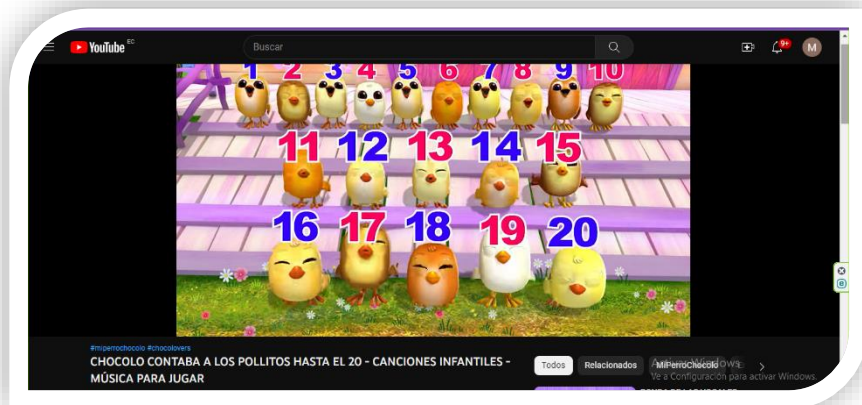 YouTube EC
Buscar
9+
M
1 2 3 4 5 6 7 8 9 10
11 12 13 14 15
16 17 18 19 20
#miperrochocolo #chocolovers
CHOCOLO CONTABA A LOS POLLITOS HASTA EL 20 - CANCIONES INFANTILES -
MÚSICA PARA JUGAR
Todos Relacionados MiPerroChocolo
Activar Windows
Ve a Configuración para activar Windows.